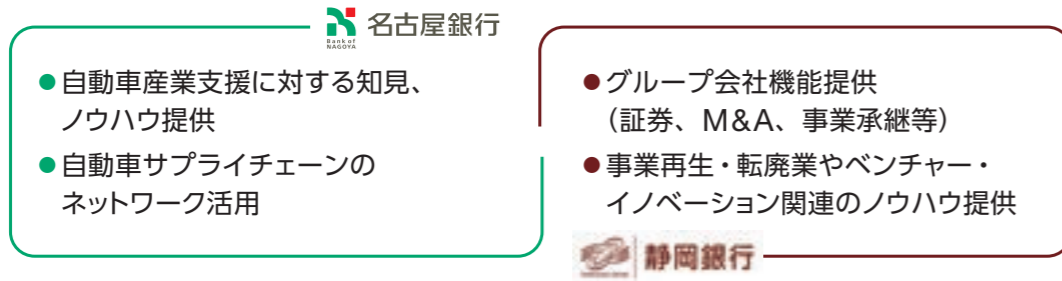 Bank of
NAGOYA
名古屋銀行
●自動車産業支援に対する知見、
ノウハウ提供
●自動車サプライチェーンの
ネットワーク活用
●グループ会社機能提供
（証券、M&A、事業承継等）
●事業再生・転廃業やベンチャー・
イノベーション関連のノウハウ提供
静岡銀行